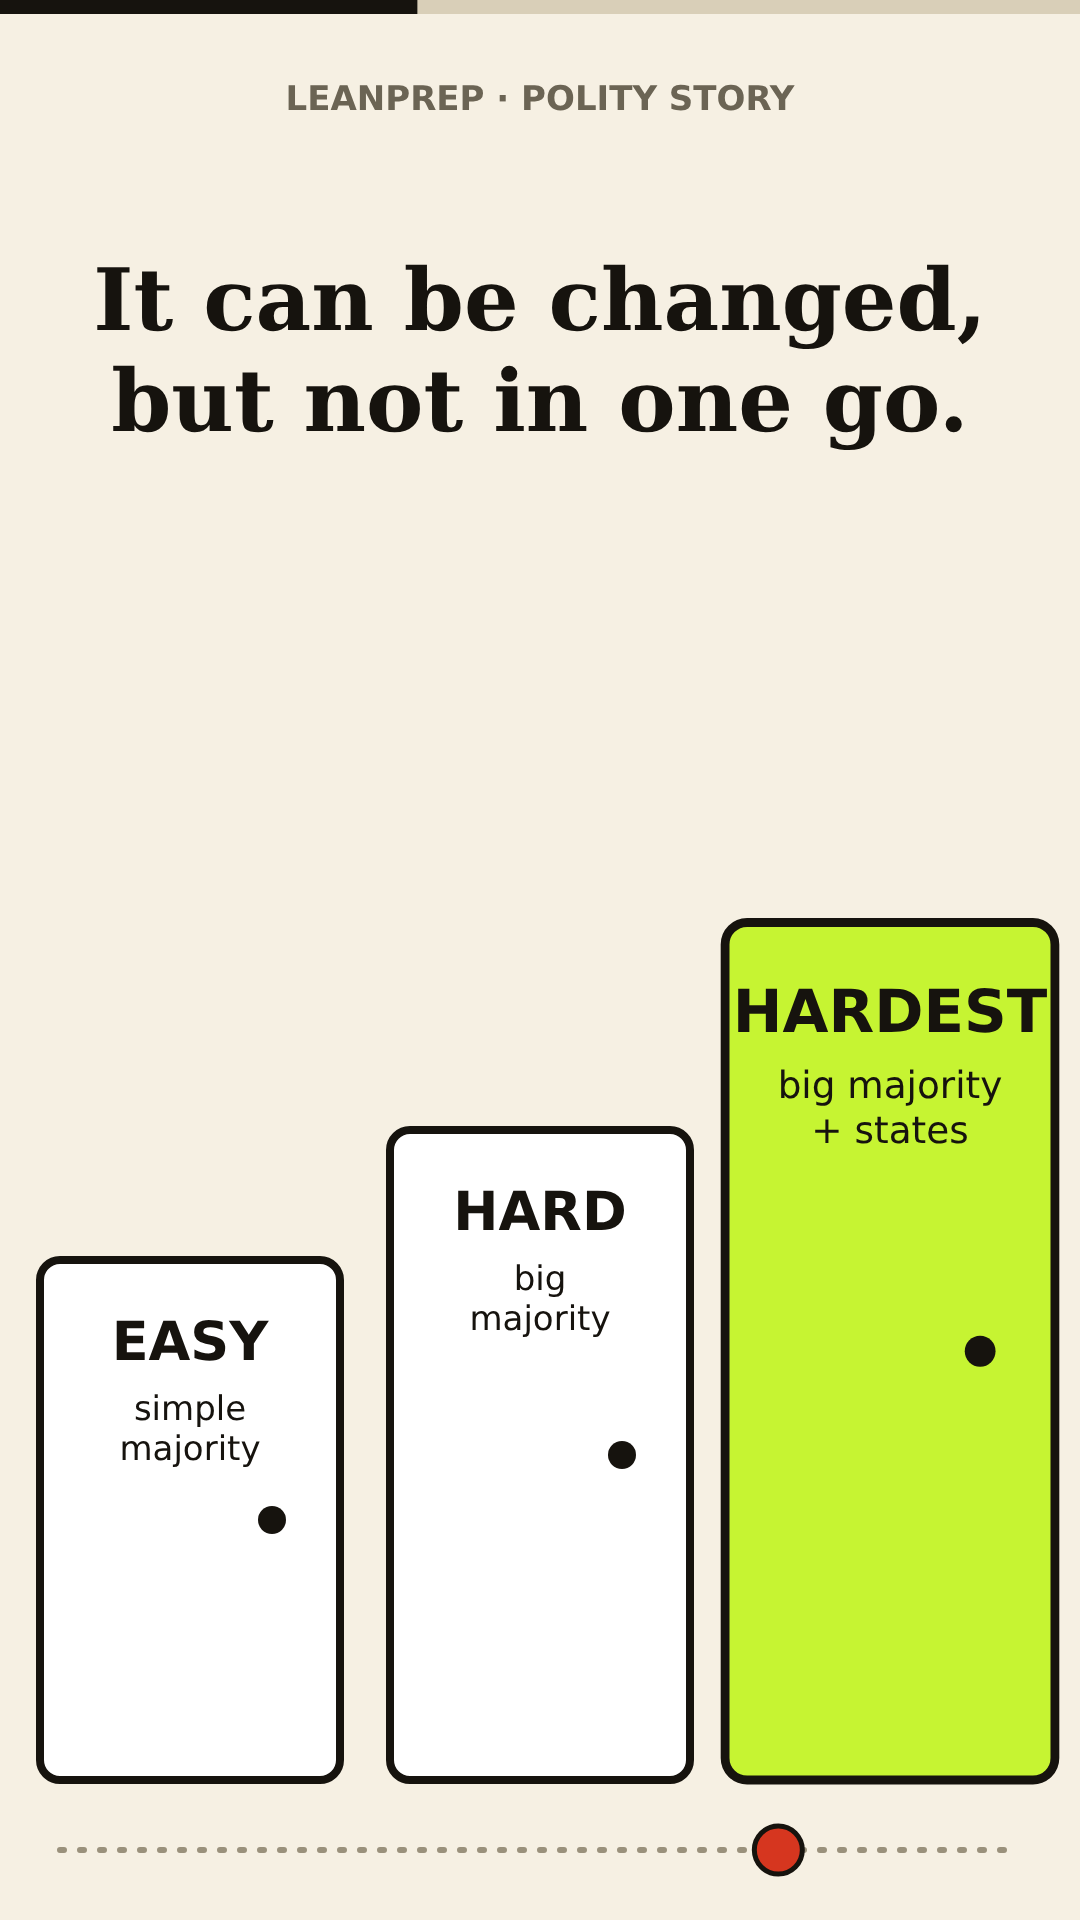 LEANPREP · POLITY STORY
It can be changed,
but not in one go.
EASY
simple
majority
HARD
big
majority
HARDEST
big majority
+ states